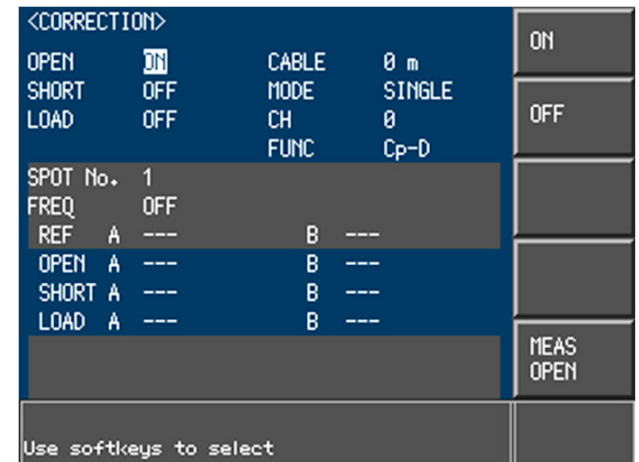 <CORRECTION>
OPEN ON CABLE 0 m
SHORT OFF MODE SINGLE
LOAD OFF CH 0
FUNC Cp-D
SPOT No. 1
FREQ OFF
REF A --- B ---
OPEN A --- B ---
SHORT A --- B ---
LOAD A --- B ---
Use softkeys to select
ON
OFF
MEAS
OPEN